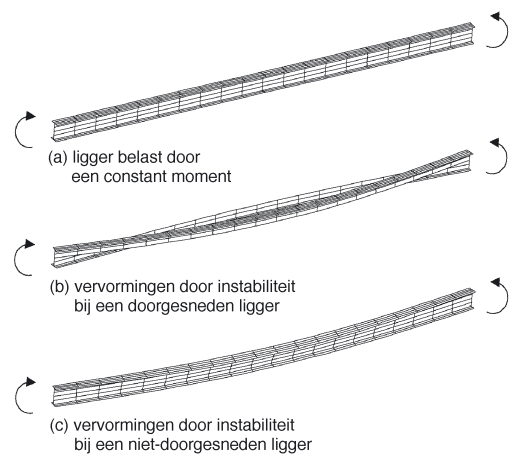 (a) ligger belast door
een constant moment
(b) vervormingen door instabiliteit
bij een doorgesneden ligger
(c) vervormingen door instabiliteit
bij een niet-doorgesneden ligger